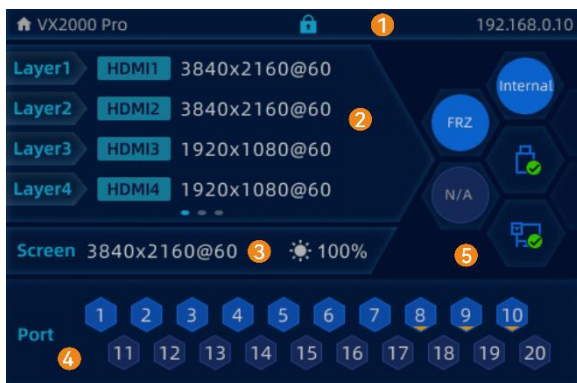 VX2000 Pro 1 192.168.0.10
Layer1 HDMI1 3840x2160@60
Layer2 HDMI2 3840x2160@60
2
Layer3 HDMI3 1920x1080@60
Layer4 HDMI4 1920x1080@60
Internal
FRZ
N/A
5
Screen 3840x2160@60 3 100%
Port
4
1 2 3 4 5 6 7 8 9 10
11 12 13 14 15 16 17 18 19 20